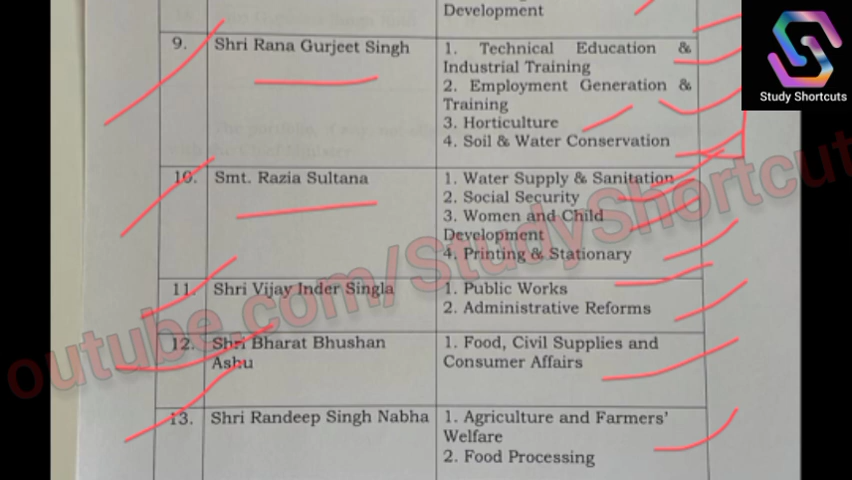 Development
9. Shri Rana Gurjeet Singh
1. Technical Education &
Industrial Training
2. Employment Generation &
Training
3. Horticulture
4. Soil & Water Conservation
10. Smt. Razia Sultana
1. Water Supply & Sanitation
2. Social Security
3. Women and Child
Development
4. Printing & Stationary
11. Shri Vijay Inder Singla
1. Public Works
2. Administrative Reforms
12. Shri Bharat Bhushan
Ashu
1. Food, Civil Supplies and
Consumer Affairs
13. Shri Randeep Singh Nabha
1. Agriculture and Farmers'
Welfare
2. Food Processing
Study Shortcuts
outube.com/StudyShortcut